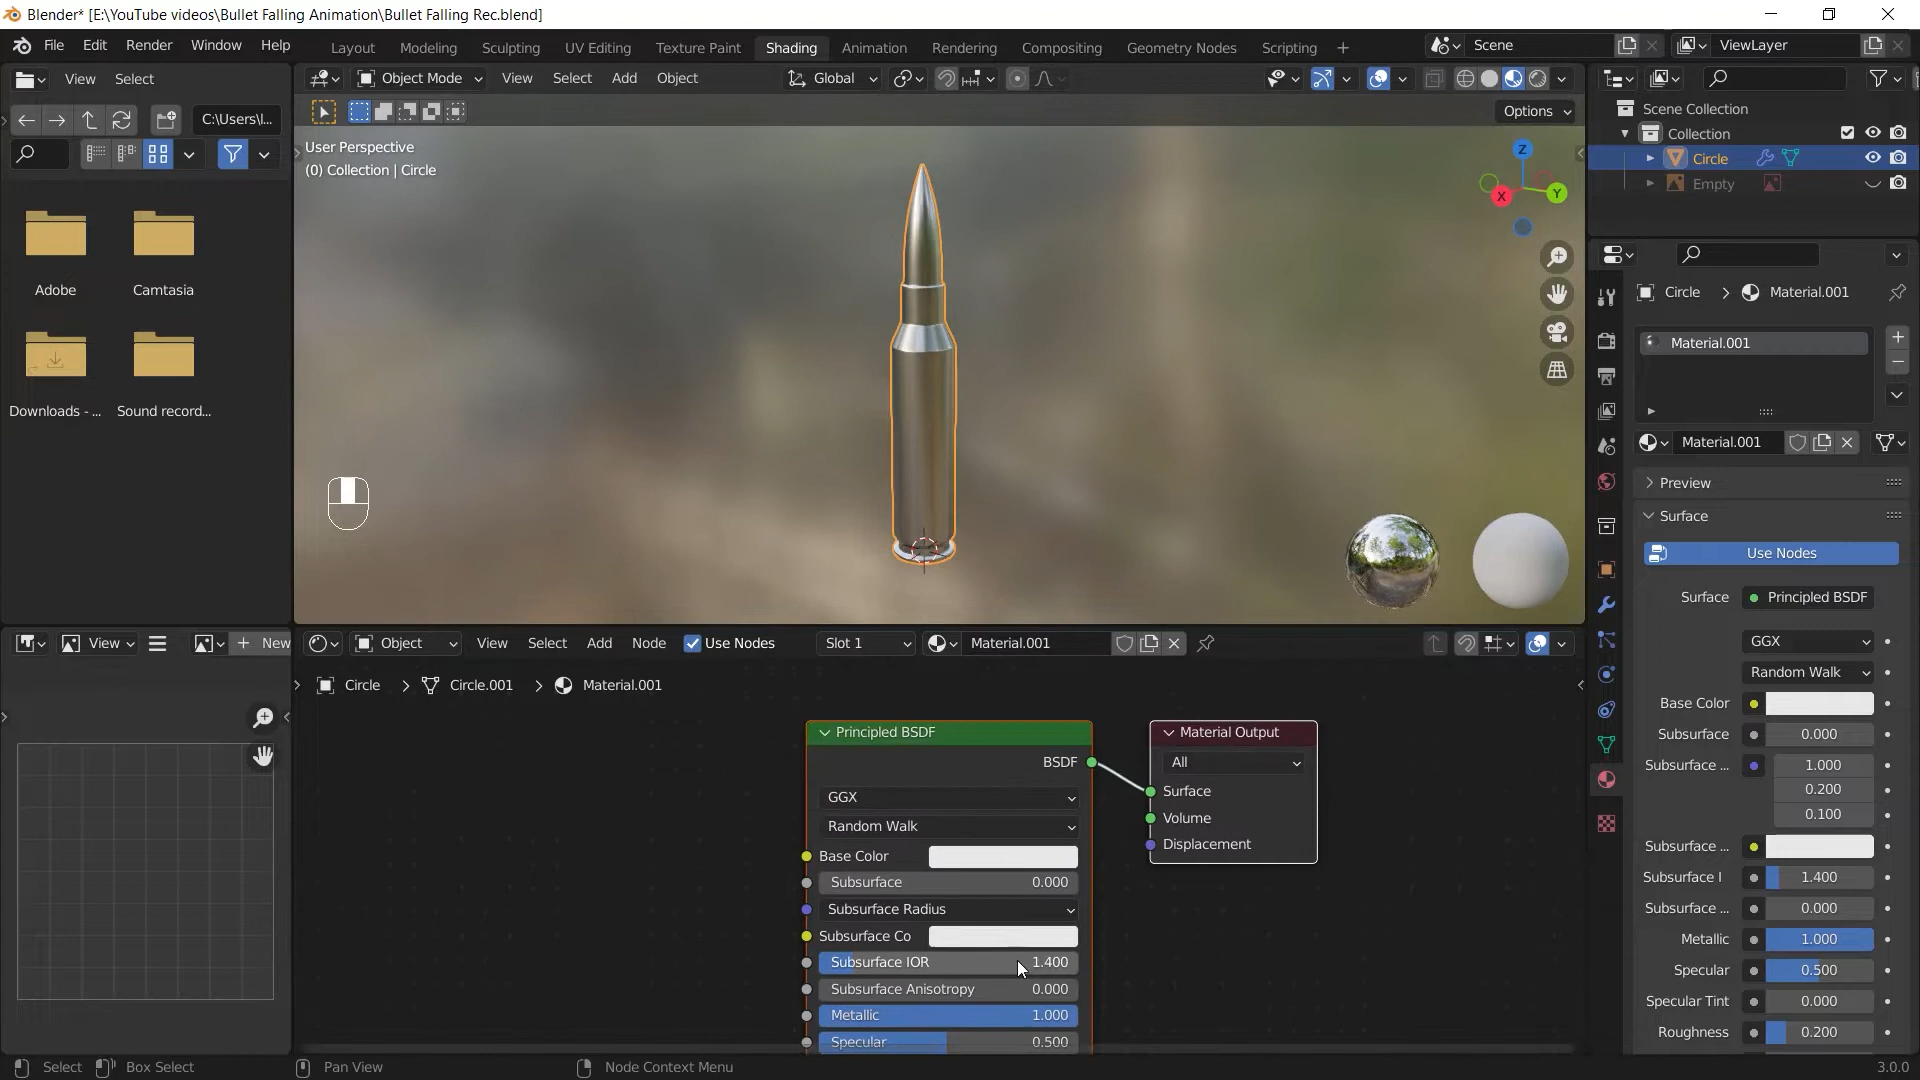 Blender* [E:\YouTube videos\Bullet Falling Animation\Bullet Falling Rec.blend]
File Edit Render Window Help
Layout Modeling Sculpting UV Editing Texture Paint Shading Animation Rendering Compositing Geometry Nodes Scripting
Scene
ViewLayer
View Select
Object Mode View Select Add Object
Global
C:\Users\l...
Options
User Perspective
(0) Collection | Circle
Z
X
Y
Scene Collection
Collection
Circle
Empty
Adobe
Camtasia
Downloads - ...
Sound record...
Circle > Material.001
Material.001
Material.001
Preview
Surface
Use Nodes
Surface Principled BSDF
GGX
Random Walk
Base Color
Subsurface 0.000
Subsurface ... 1.000
0.200
0.100
Subsurface ...
Subsurface I 1.400
Subsurface ... 0.000
Metallic 1.000
Specular 0.500
Specular Tint 0.000
Roughness 0.200
View
New
Object View Select Add Node Use Nodes Slot 1 Material.001
Circle > Circle.001 > Material.001
Principled BSDF
BSDF
GGX
Random Walk
Base Color
Subsurface 0.000
Subsurface Radius
Subsurface Co
Subsurface IOR 1.400
Subsurface Anisotropy 0.000
Metallic 1.000
Specular 0.500
Material Output
All
Surface
Volume
Displacement
Select Box Select Pan View Node Context Menu 3.0.0